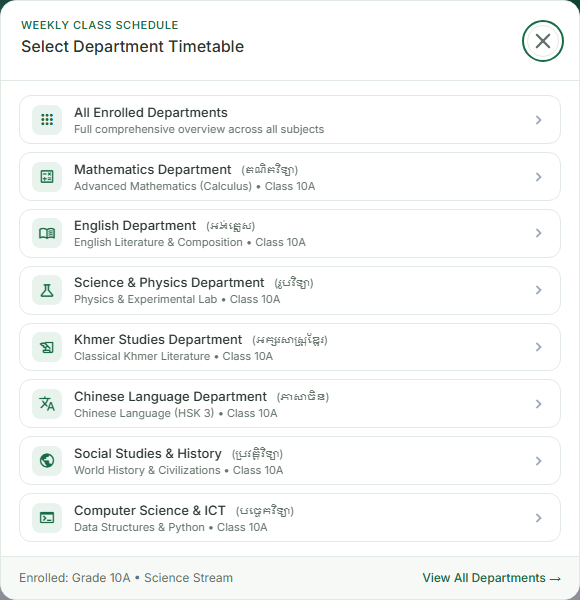 WEEKLY CLASS SCHEDULE
Select Department Timetable
All Enrolled Departments
Full comprehensive overview across all subjects
Mathematics Department (គណិតវិទ្យា)
Advanced Mathematics (Calculus) • Class 10A
English Department (អង់គ្លេស)
English Literature & Composition • Class 10A
Science & Physics Department (រូបវិទ្យា)
Physics & Experimental Lab • Class 10A
Khmer Studies Department (អក្សរសាស្ត្រខ្មែរ)
Classical Khmer Literature • Class 10A
Chinese Language Department (ភាសាចិន)
Chinese Language (HSK 3) • Class 10A
Social Studies & History (ប្រវត្តិវិទ្យា)
World History & Civilizations • Class 10A
Computer Science & ICT (បច្ចេកវិទ្យា)
Data Structures & Python • Class 10A
Enrolled: Grade 10A • Science Stream
View All Departments →